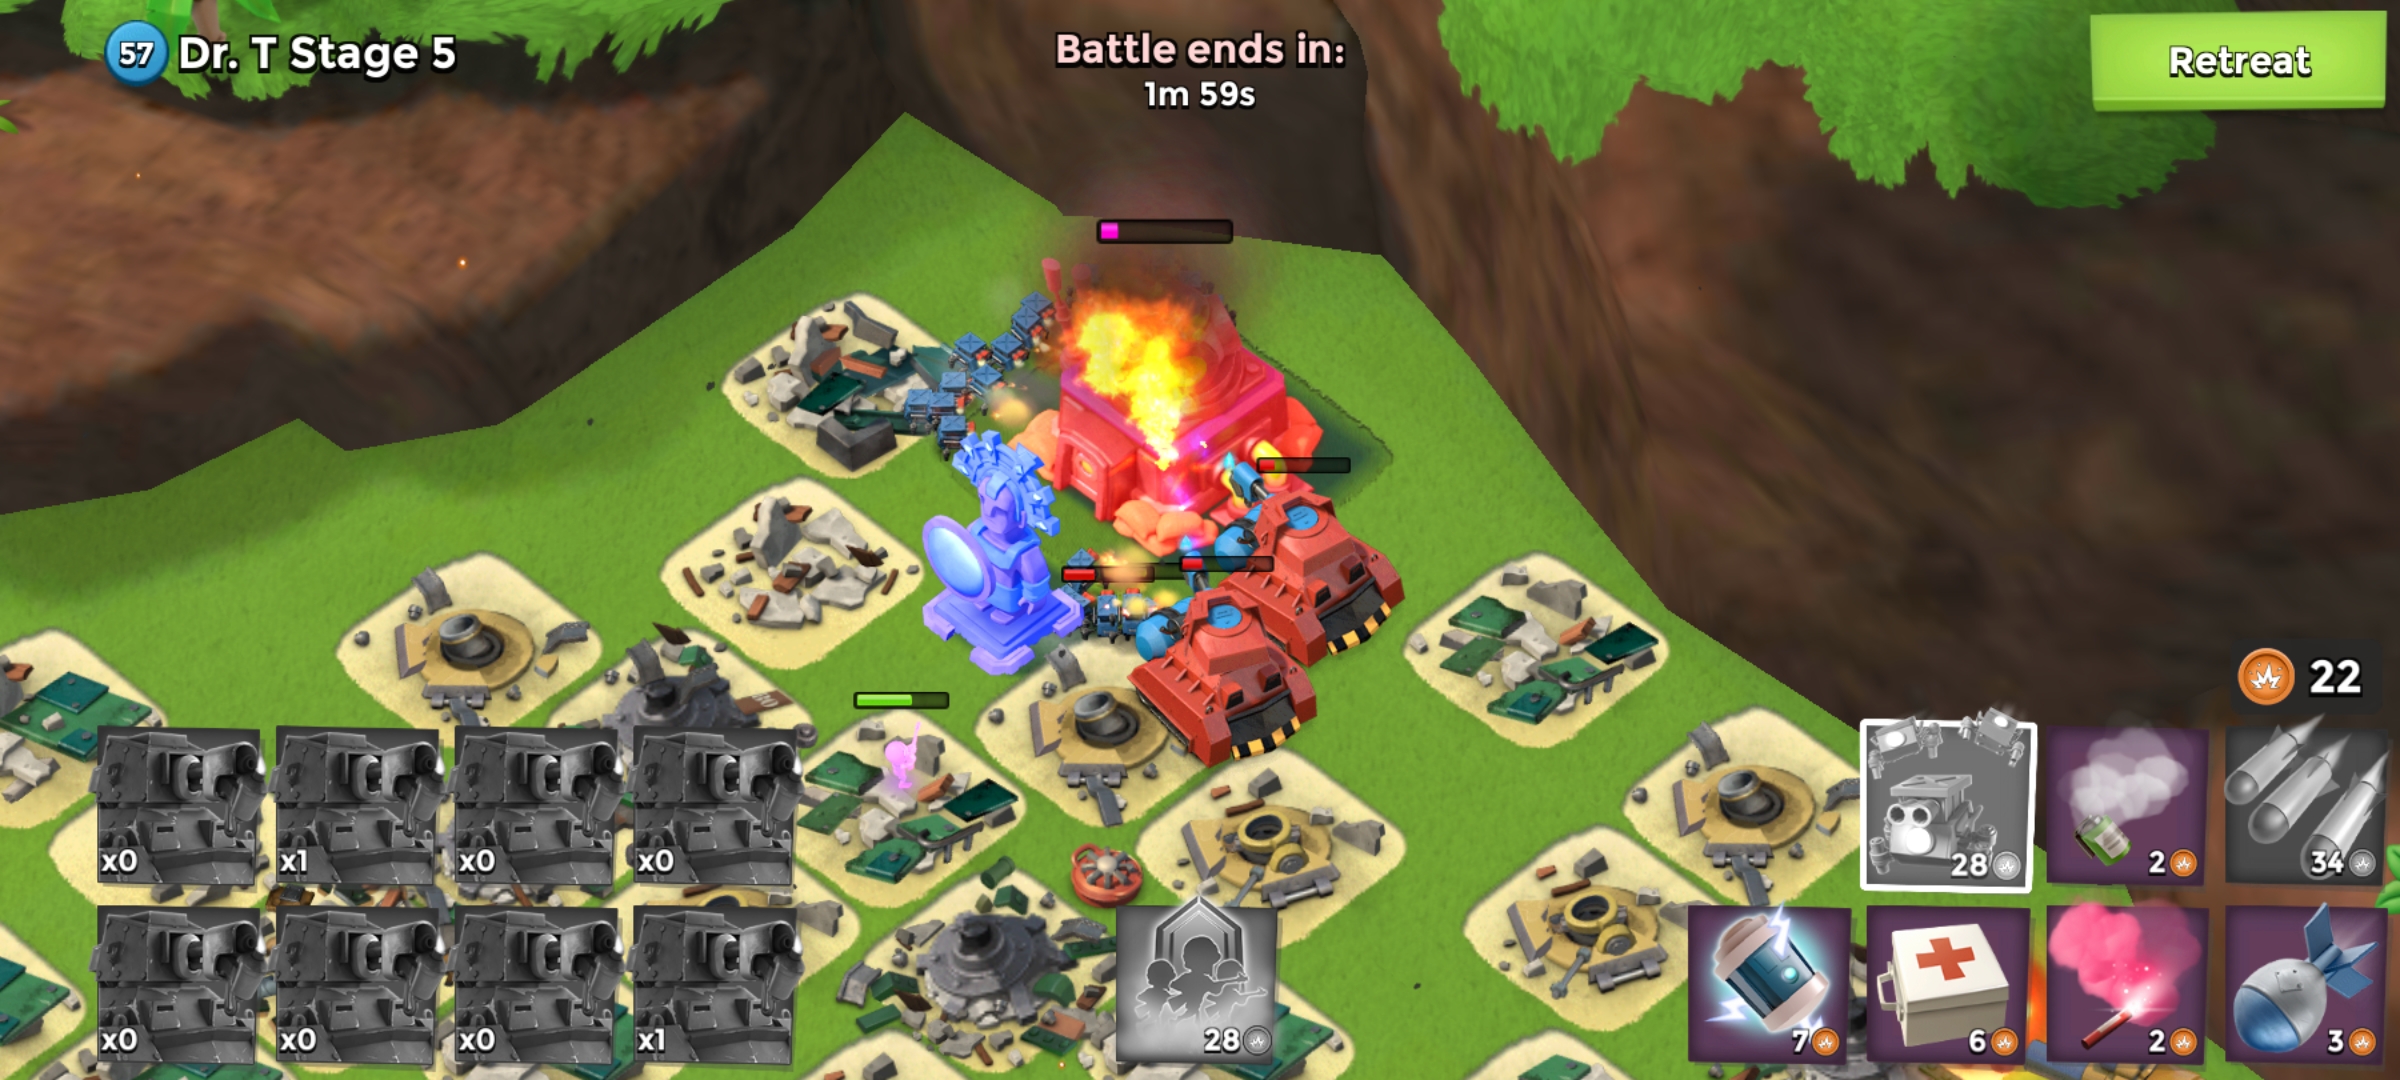 57 Dr. T Stage 5
Battle ends in:
1m 59s
Retreat
22
x0
x1
x0
x0
28
2
34
x0
x0
x0
x1
28
7
6
2
3